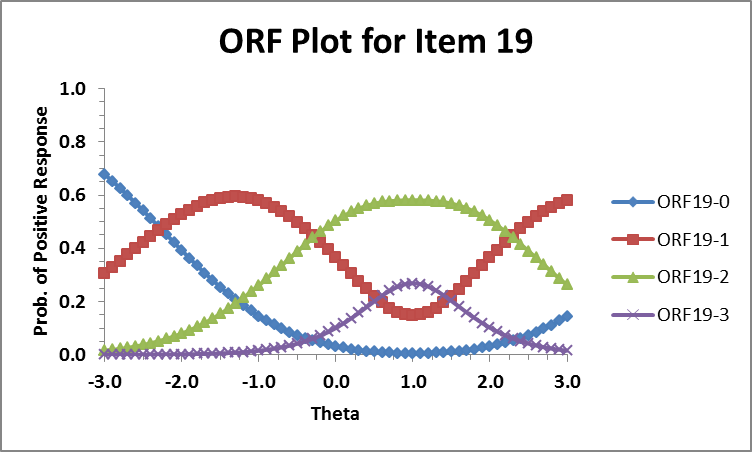 ORF Plot for Item 19
Prob. of Positive Response
1.0
0.8
0.6
0.4
0.2
0.0
-3.0 -2.0 -1.0 0.0 1.0 2.0 3.0
Theta
ORF19-0
ORF19-1
ORF19-2
ORF19-3